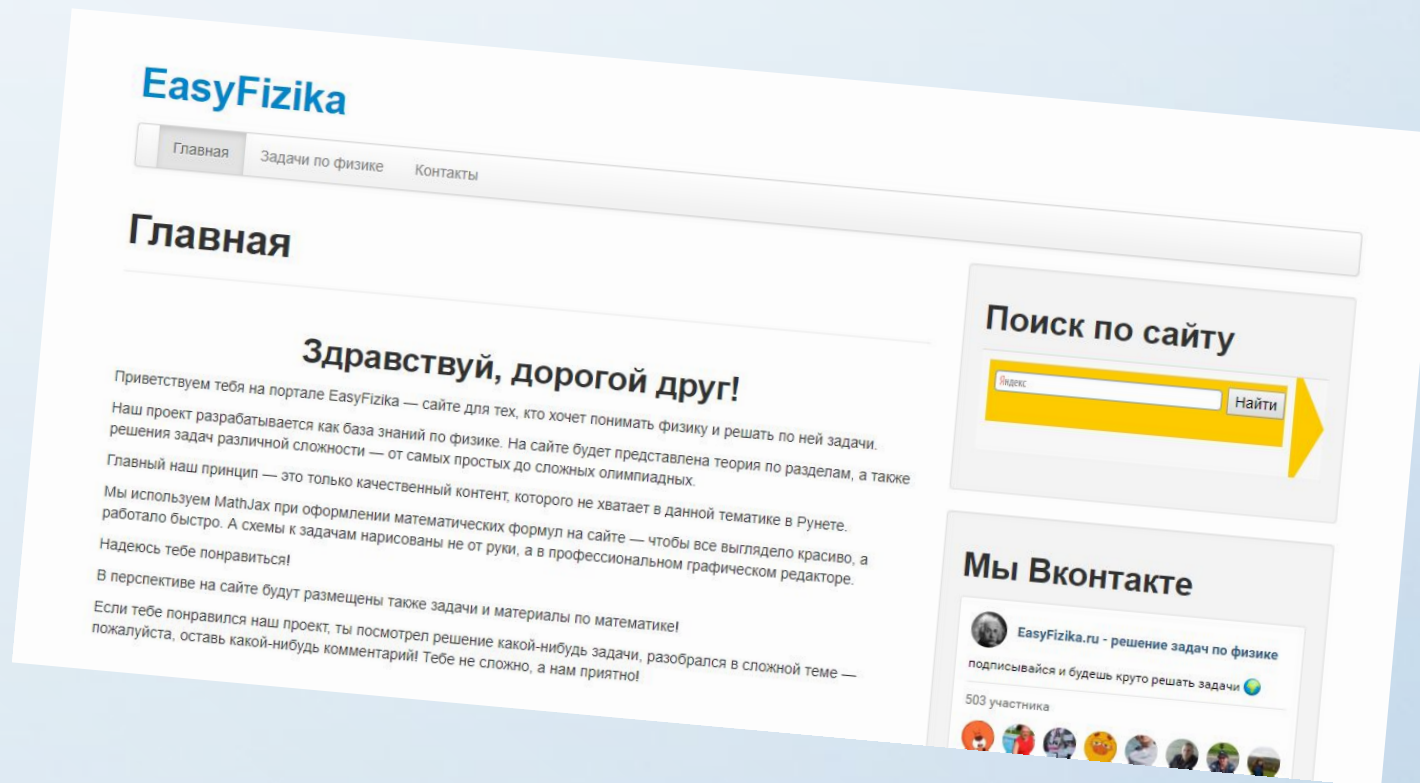 EasyFizika
Главная
Задачи по физике
Контакты
Главная
Здравствуй, дорогой друг!
Приветствуем тебя на портале EasyFizika — сайте для тех, кто хочет понимать физику и решать по ней задачи.
Наш проект разрабатывается как база знаний по физике. На сайте будет представлена теория по разделам, а также
решения задач различной сложности — от самых простых до сложных олимпиадных.
Главный наш принцип — это только качественный контент, которого не хватает в данной тематике в Рунете.
Мы используем MathJax при оформлении математических формул на сайте — чтобы все выглядело красиво, а
работало быстро. А схемы к задачам нарисованы не от руки, а в профессиональном графическом редакторе.
Надеюсь тебе понравиться!
В перспективе на сайте будут размещены также задачи и материалы по математике!
Если тебе понравился наш проект, ты посмотрел решение какой-нибудь задачи, разобрался в сложной теме —
пожалуйста, оставь какой-нибудь комментарий! Тебе не сложно, а нам приятно!
Поиск по сайту
Яндекс
Найти
Мы Вконтакте
EasyFizika.ru - решение задач по физике
подписывайся и будешь круто решать задачи
503 участника